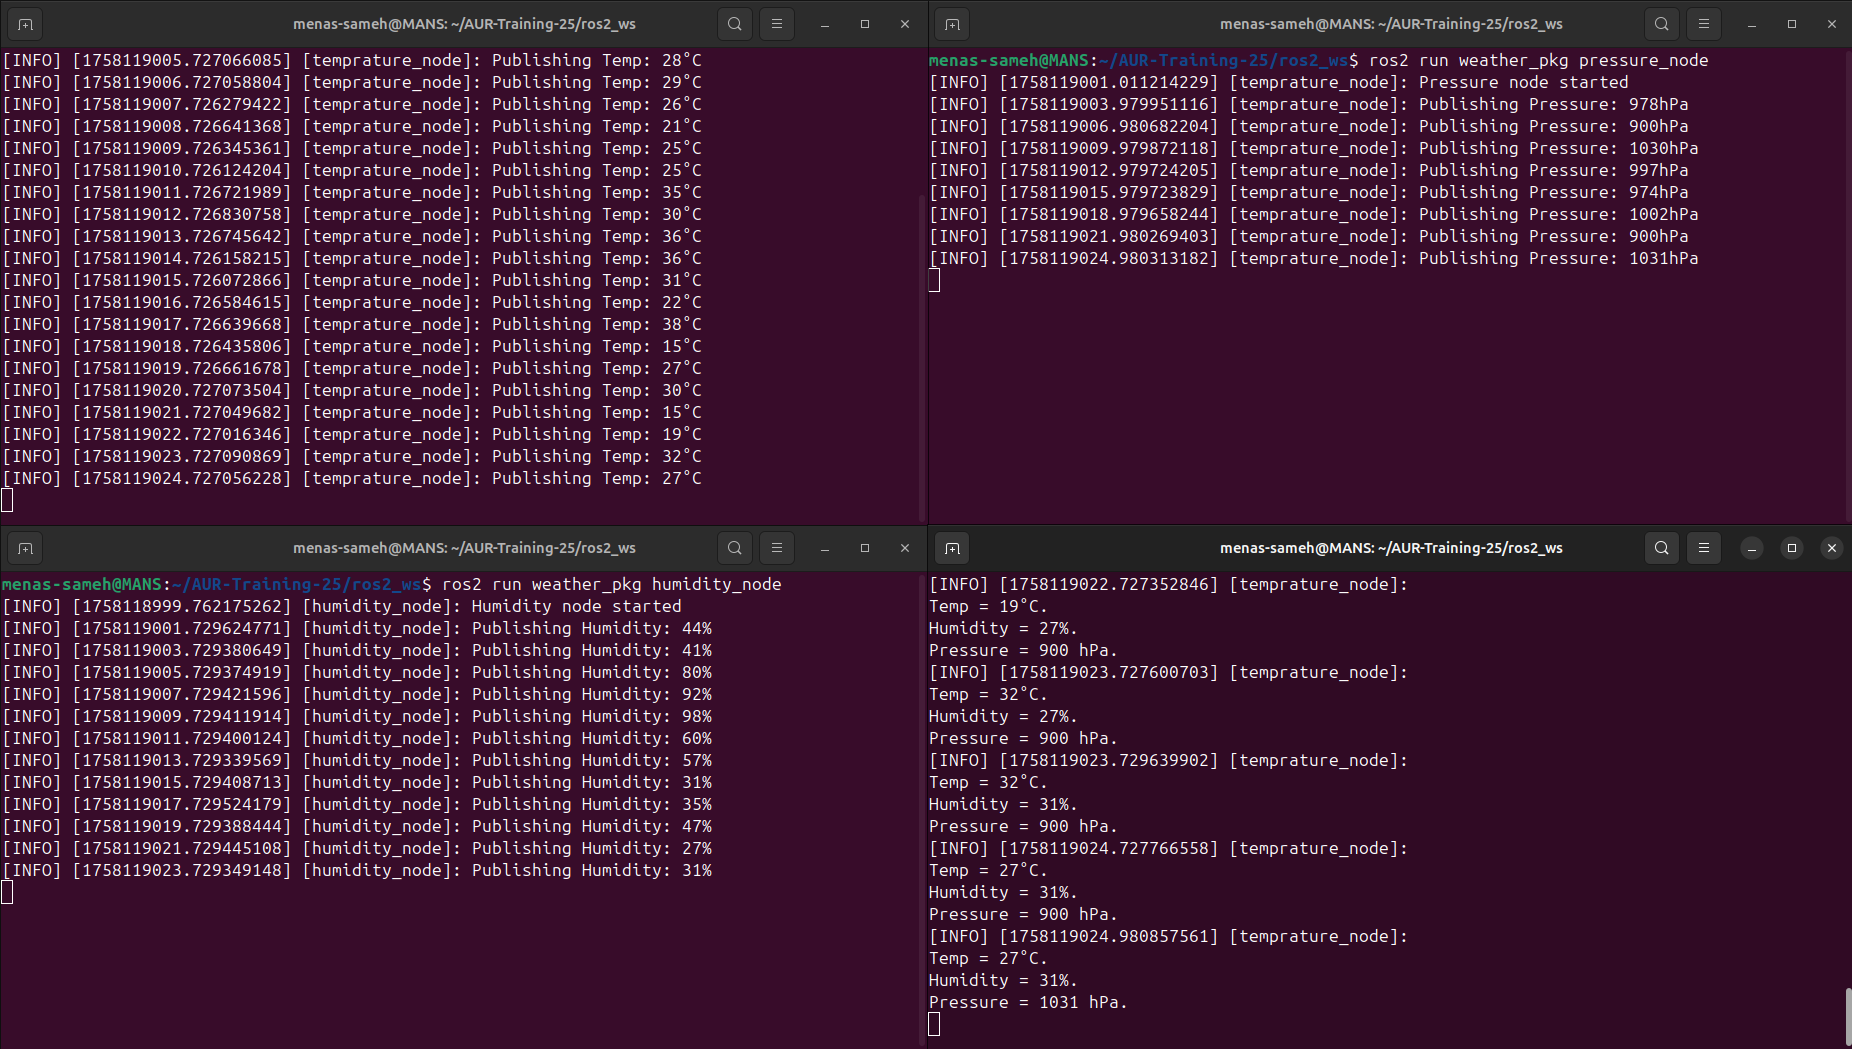 menas-sameh@MANS: ~/AUR-Training-25/ros2_ws
[INFO] [1758119005.727066085] [temprature_node]: Publishing Temp: 28°C
[INFO] [1758119006.727058804] [temprature_node]: Publishing Temp: 29°C
[INFO] [1758119007.726279422] [temprature_node]: Publishing Temp: 26°C
[INFO] [1758119008.726641368] [temprature_node]: Publishing Temp: 21°C
[INFO] [1758119009.726345361] [temprature_node]: Publishing Temp: 25°C
[INFO] [1758119010.726124204] [temprature_node]: Publishing Temp: 25°C
[INFO] [1758119011.726721989] [temprature_node]: Publishing Temp: 35°C
[INFO] [1758119012.726830758] [temprature_node]: Publishing Temp: 30°C
[INFO] [1758119013.726745642] [temprature_node]: Publishing Temp: 36°C
[INFO] [1758119014.726158215] [temprature_node]: Publishing Temp: 36°C
[INFO] [1758119015.726072866] [temprature_node]: Publishing Temp: 31°C
[INFO] [1758119016.726584615] [temprature_node]: Publishing Temp: 22°C
[INFO] [1758119017.726639668] [temprature_node]: Publishing Temp: 38°C
[INFO] [1758119018.726435806] [temprature_node]: Publishing Temp: 15°C
[INFO] [1758119019.726661678] [temprature_node]: Publishing Temp: 27°C
[INFO] [1758119020.727073504] [temprature_node]: Publishing Temp: 30°C
[INFO] [1758119021.727049682] [temprature_node]: Publishing Temp: 15°C
[INFO] [1758119022.727016346] [temprature_node]: Publishing Temp: 19°C
[INFO] [1758119023.727090869] [temprature_node]: Publishing Temp: 32°C
[INFO] [1758119024.727056228] [temprature_node]: Publishing Temp: 27°C
menas-sameh@MANS: ~/AUR-Training-25/ros2_ws
menas-sameh@MANS:~/AUR-Training-25/ros2_ws$ ros2 run weather_pkg pressure_node
[INFO] [1758119001.011214229] [temprature_node]: Pressure node started
[INFO] [1758119003.979951116] [temprature_node]: Publishing Pressure: 978hPa
[INFO] [1758119006.980682204] [temprature_node]: Publishing Pressure: 900hPa
[INFO] [1758119009.979872118] [temprature_node]: Publishing Pressure: 1030hPa
[INFO] [1758119012.979724205] [temprature_node]: Publishing Pressure: 997hPa
[INFO] [1758119015.979723829] [temprature_node]: Publishing Pressure: 974hPa
[INFO] [1758119018.979658244] [temprature_node]: Publishing Pressure: 1002hPa
[INFO] [1758119021.980269403] [temprature_node]: Publishing Pressure: 900hPa
[INFO] [1758119024.980313182] [temprature_node]: Publishing Pressure: 1031hPa
menas-sameh@MANS: ~/AUR-Training-25/ros2_ws
menas-sameh@MANS:~/AUR-Training-25/ros2_ws$ ros2 run weather_pkg humidity_node
[INFO] [1758118999.762175262] [humidity_node]: Humidity node started
[INFO] [1758119001.729624771] [humidity_node]: Publishing Humidity: 44%
[INFO] [1758119003.729380649] [humidity_node]: Publishing Humidity: 41%
[INFO] [1758119005.729374919] [humidity_node]: Publishing Humidity: 80%
[INFO] [1758119007.729421596] [humidity_node]: Publishing Humidity: 92%
[INFO] [1758119009.729411914] [humidity_node]: Publishing Humidity: 98%
[INFO] [1758119011.729400124] [humidity_node]: Publishing Humidity: 60%
[INFO] [1758119013.729339569] [humidity_node]: Publishing Humidity: 57%
[INFO] [1758119015.729408713] [humidity_node]: Publishing Humidity: 31%
[INFO] [1758119017.729524179] [humidity_node]: Publishing Humidity: 35%
[INFO] [1758119019.729388444] [humidity_node]: Publishing Humidity: 47%
[INFO] [1758119021.729445108] [humidity_node]: Publishing Humidity: 27%
[INFO] [1758119023.729349148] [humidity_node]: Publishing Humidity: 31%
menas-sameh@MANS: ~/AUR-Training-25/ros2_ws
[INFO] [1758119022.727352846] [temprature_node]:
Temp = 19°C.
Humidity = 27%.
Pressure = 900 hPa.
[INFO] [1758119023.727600703] [temprature_node]:
Temp = 32°C.
Humidity = 27%.
Pressure = 900 hPa.
[INFO] [1758119023.729639902] [temprature_node]:
Temp = 32°C.
Humidity = 31%.
Pressure = 900 hPa.
[INFO] [1758119024.727766558] [temprature_node]:
Temp = 27°C.
Humidity = 31%.
Pressure = 900 hPa.
[INFO] [1758119024.980857561] [temprature_node]:
Temp = 27°C.
Humidity = 31%.
Pressure = 1031 hPa.